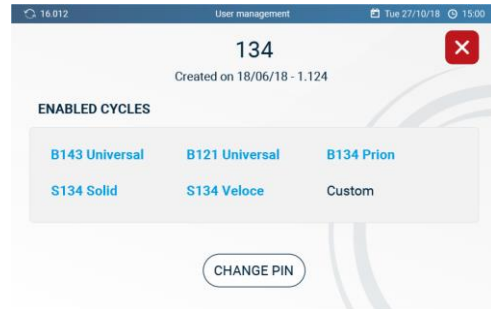 16.012 User management Tue 27/10/18 15:00
134
Created on 18/06/18 - 1.124
ENABLED CYCLES
B143 Universal B121 Universal B134 Prion
S134 Solid S134 Veloce Custom
CHANGE PIN